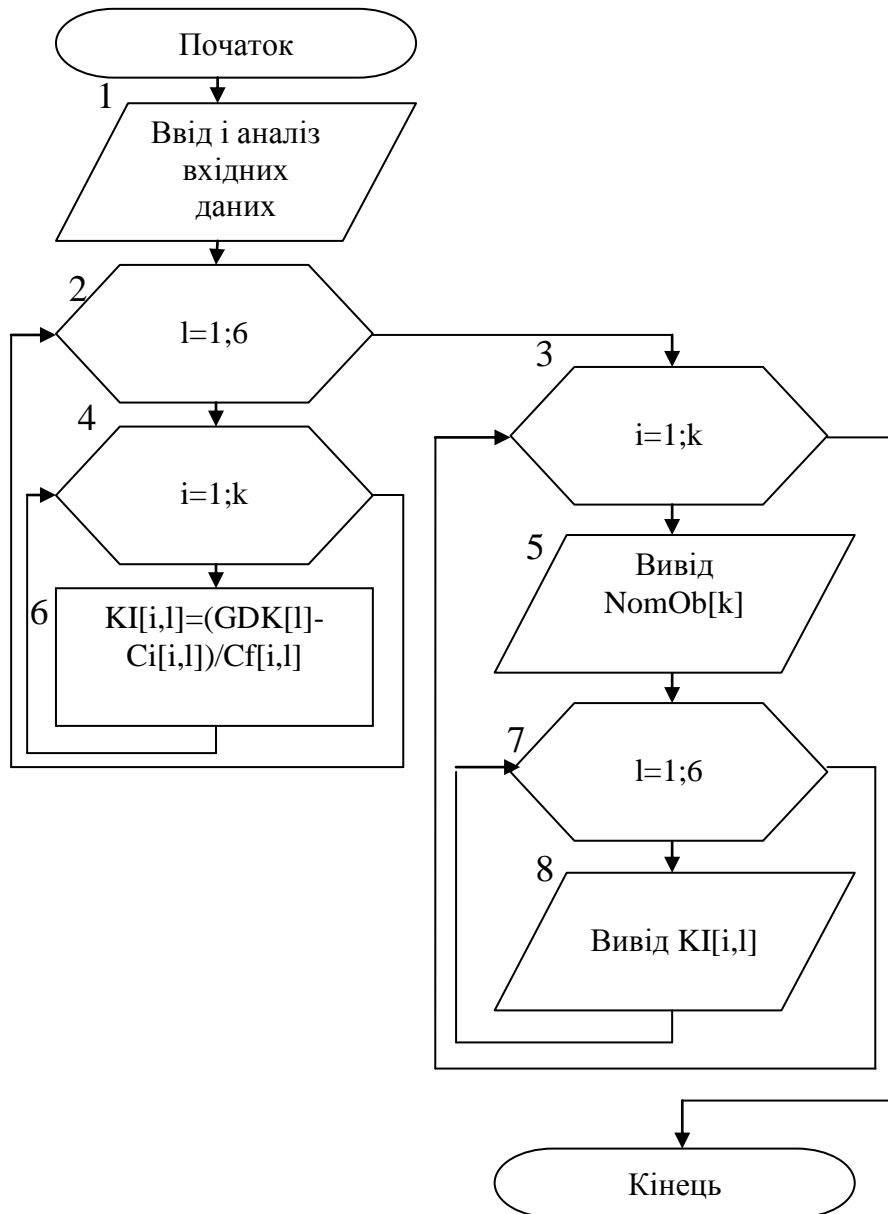 Початок
1
Ввід і аналіз
вхідних
даних
2
l=1;6
3
i=1;k
4
i=1;k
5
Вивід
NomOb[k]
6
KI[i,l]=(GDK[l]-
Ci[i,l])/Cf[i,l]
7
l=1;6
8
Вивід KI[i,l]
Кінець